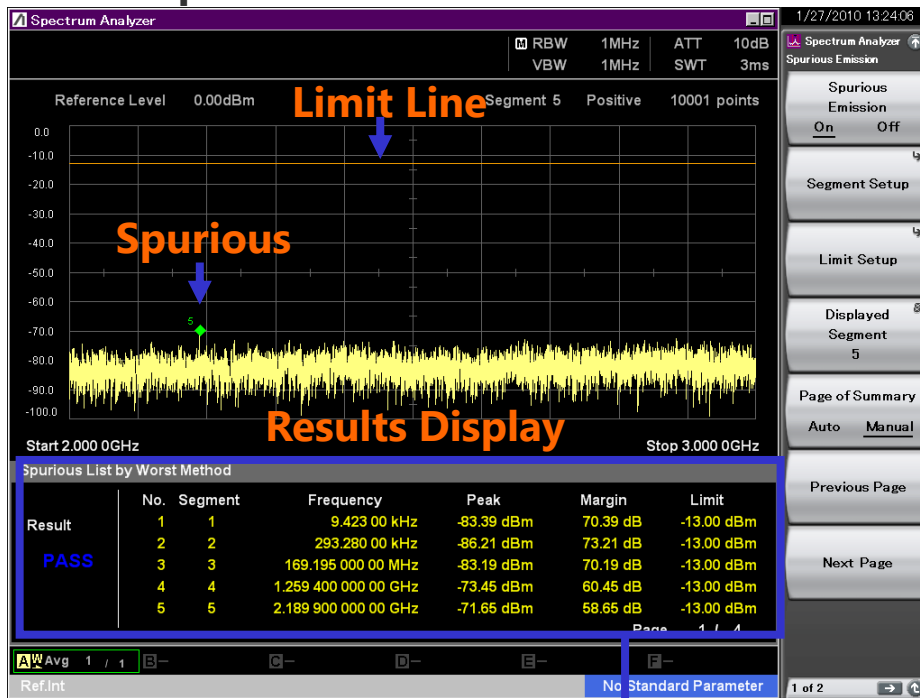 Spectrum Analyzer
1/27/2010 13:24:06
M RBW 1MHz ATT 10dB
VBW 1MHz SWT 3ms
Reference Level 0.00dBm Segment 5 Positive 10001 points
Limit Line
0.0
-10.0
-20.0
-30.0
-40.0
-50.0
-60.0
-70.0
-80.0
-90.0
-100.0
Spurious
5
Results Display
Start 2.000 0GHz Stop 3.000 0GHz
Spurious List by Worst Method
No. Segment Frequency Peak Margin Limit
Result
PASS
1 1 9.423 00 kHz -83.39 dBm 70.39 dB -13.00 dBm
2 2 293.280 00 kHz -86.21 dBm 73.21 dB -13.00 dBm
3 3 169.195 000 00 MHz -83.19 dBm 70.19 dB -13.00 dBm
4 4 1.259 400 000 00 GHz -73.45 dBm 60.45 dB -13.00 dBm
5 5 2.189 900 000 00 GHz -71.65 dBm 58.65 dB -13.00 dBm
Page 1 / 4
A W Avg 1 / 1 B- C- D- E- F-
Ref.Int No Standard Parameter
Spectrum Analyzer
Spurious Emission
Spurious
Emission
On Off
Segment Setup
Limit Setup
Displayed
Segment
5
Page of Summary
Auto Manual
Previous Page
Next Page
1 of 2